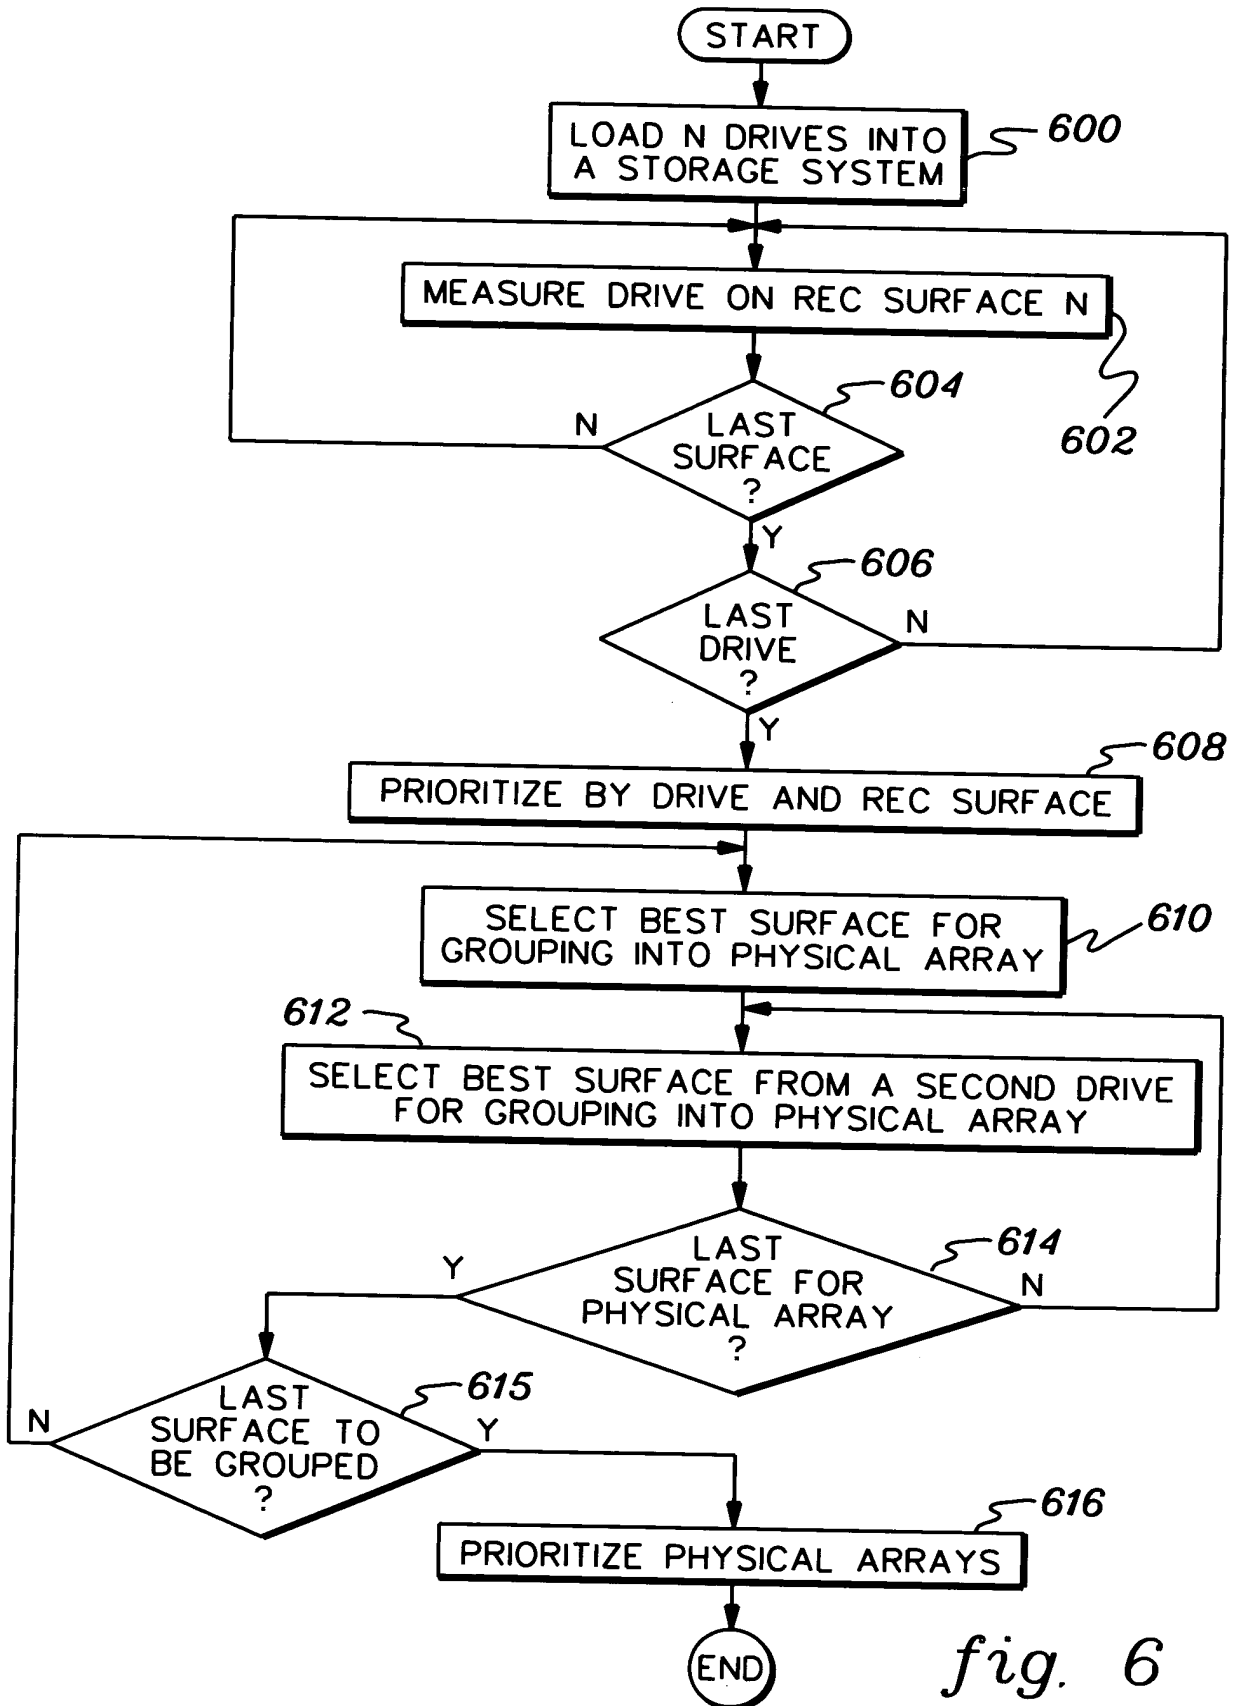 START
LOAD N DRIVES INTO
A STORAGE SYSTEM
600
MEASURE DRIVE ON REC SURFACE N
602
LAST
SURFACE
?
604
N
Y
LAST
DRIVE
?
606
N
Y
608
PRIORITIZE BY DRIVE AND REC SURFACE
SELECT BEST SURFACE FOR
GROUPING INTO PHYSICAL ARRAY
610
612
SELECT BEST SURFACE FROM A SECOND DRIVE
FOR GROUPING INTO PHYSICAL ARRAY
LAST
SURFACE FOR
PHYSICAL ARRAY
?
614
Y
N
LAST
SURFACE TO
BE GROUPED
?
615
N
Y
616
PRIORITIZE PHYSICAL ARRAYS
END
fig. 6